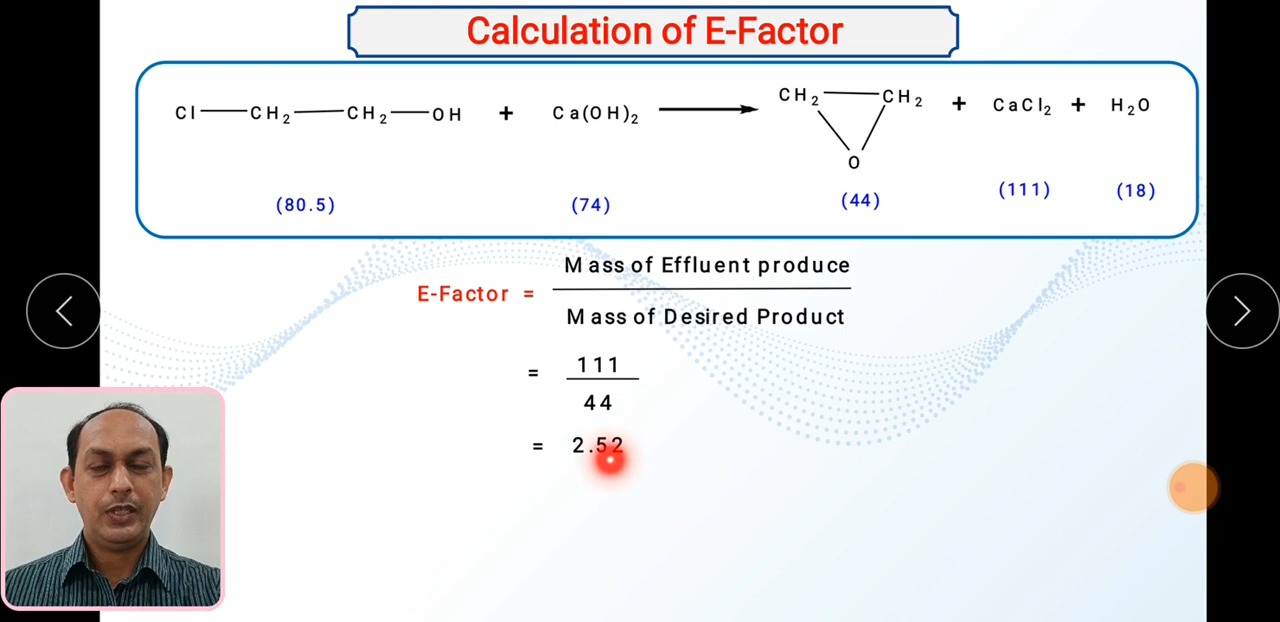 Calculation of E-Factor
Cl CH₂ CH₂ OH + Ca(OH)₂ CH₂ CH₂ + CaCl₂ + H₂O
O
(80.5) (74) (44) (111) (18)
Mass of Effluent produce
E-Factor =
Mass of Desired Product
= 111
44
= 2.52